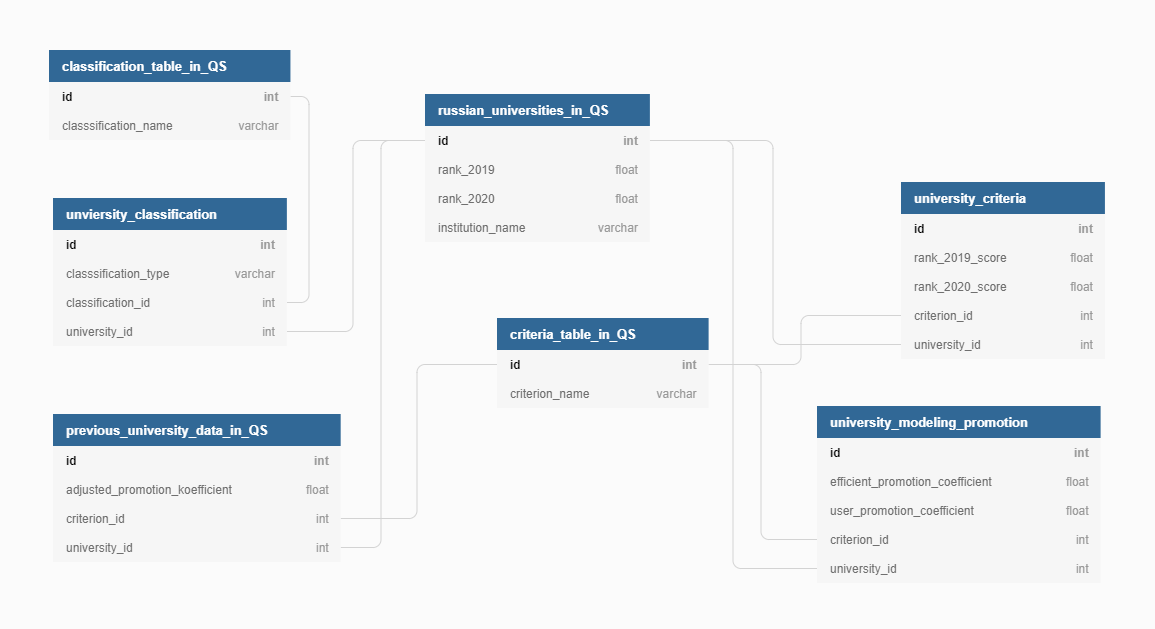 classification_table_in_QS
id int
classsification_name varchar
unviersity_classification
id int
classsification_type varchar
classification_id int
university_id int
previous_university_data_in_QS
id int
adjusted_promotion_koefficient float
criterion_id int
university_id int
russian_universities_in_QS
id int
rank_2019 float
rank_2020 float
institution_name varchar
criteria_table_in_QS
id int
criterion_name varchar
university_criteria
id int
rank_2019_score float
rank_2020_score float
criterion_id int
university_id int
university_modeling_promotion
id int
efficient_promotion_coefficient float
user_promotion_coefficient float
criterion_id int
university_id int